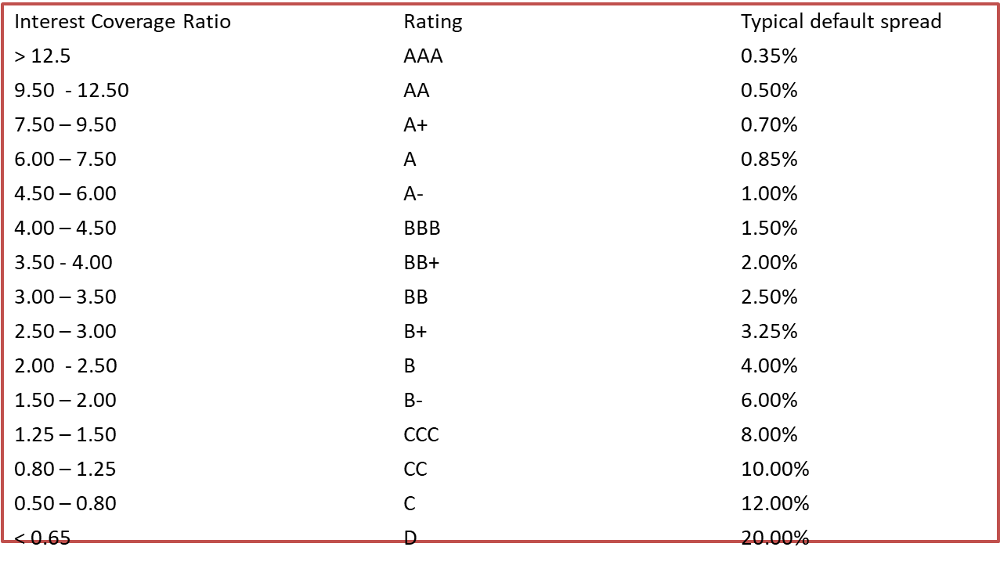 Interest Coverage Ratio Rating Typical default spread
> 12.5 AAA 0.35%
9.50  - 12.50 AA 0.50%
7.50 – 9.50 A+ 0.70%
6.00 – 7.50 A 0.85%
4.50 – 6.00 A- 1.00%
4.00 – 4.50 BBB 1.50%
3.50 - 4.00 BB+ 2.00%
3.00 – 3.50 BB 2.50%
2.50 – 3.00 B+ 3.25%
2.00  - 2.50 B 4.00%
1.50 – 2.00 B- 6.00%
1.25 – 1.50 CCC 8.00%
0.80 – 1.25 CC 10.00%
0.50 – 0.80 C 12.00%
< 0.65 D 20.00%